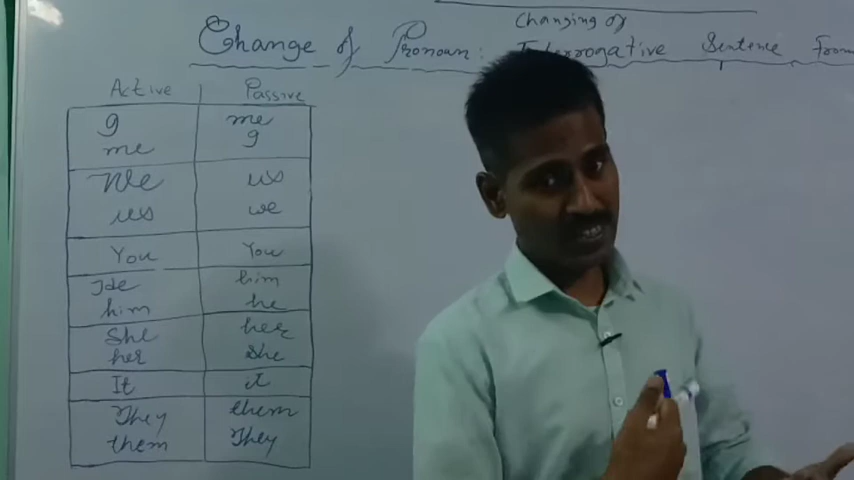 Changing of
Change of Pronoun: Interrogative Sentence from
Active Passive
I me
me I
We us
us we
You You
He him
him he
She her
her she
It it
They them
them They